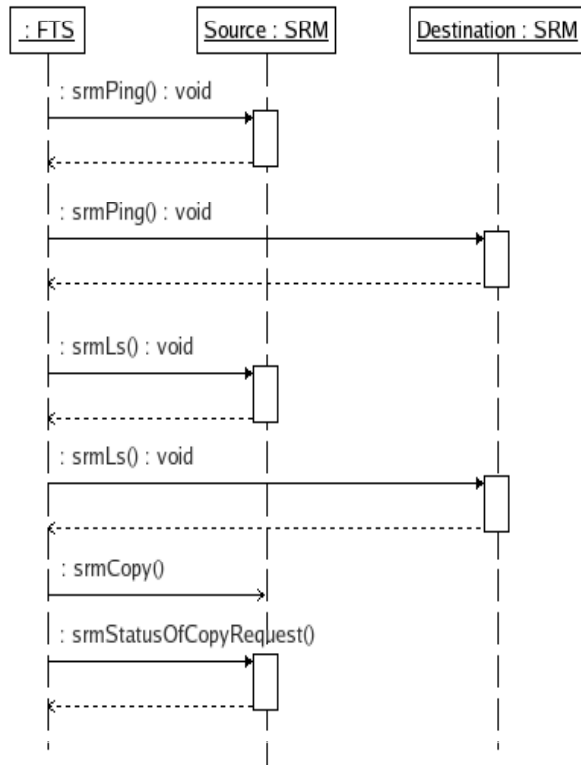 : FTS
Source : SRM
Destination : SRM
: srmPing() : void
: srmPing() : void
: srmLs() : void
: srmLs() : void
: srmCopy()
: srmStatusOfCopyRequest()